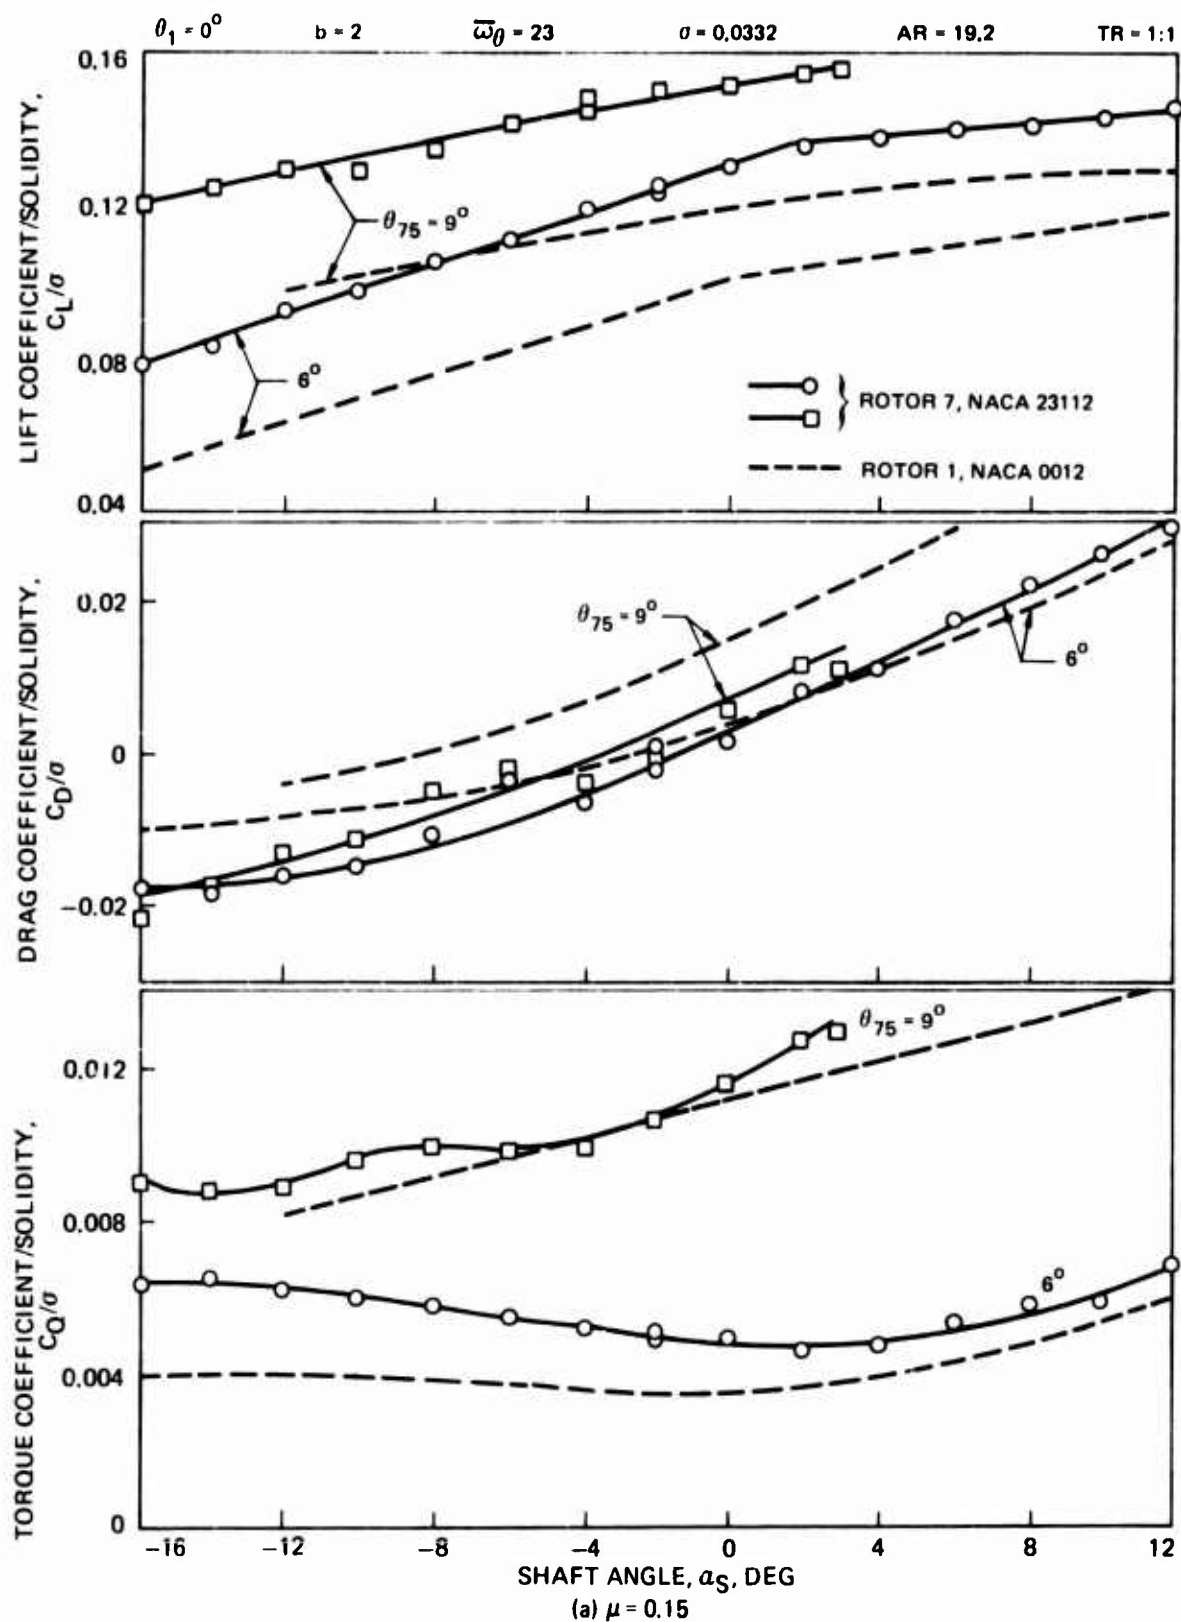 θ1 = 0° b = 2 ω̅θ = 23 σ = 0.0332 AR = 19.2 TR = 1:1
LIFT COEFFICIENT/SOLIDITY,
CL/σ
0.16
0.12
0.08
0.04
θ75 = 9°
6°
ROTOR 7, NACA 23112
ROTOR 1, NACA 0012
DRAG COEFFICIENT/SOLIDITY,
CD/σ
0.02
0
−0.02
θ75 = 9°
6°
TORQUE COEFFICIENT/SOLIDITY,
CQ/σ
0.012
0.008
0.004
0
θ75 = 9°
6°
−16 −12 −8 −4 0 4 8 12
SHAFT ANGLE, αS, DEG
(a) μ = 0.15